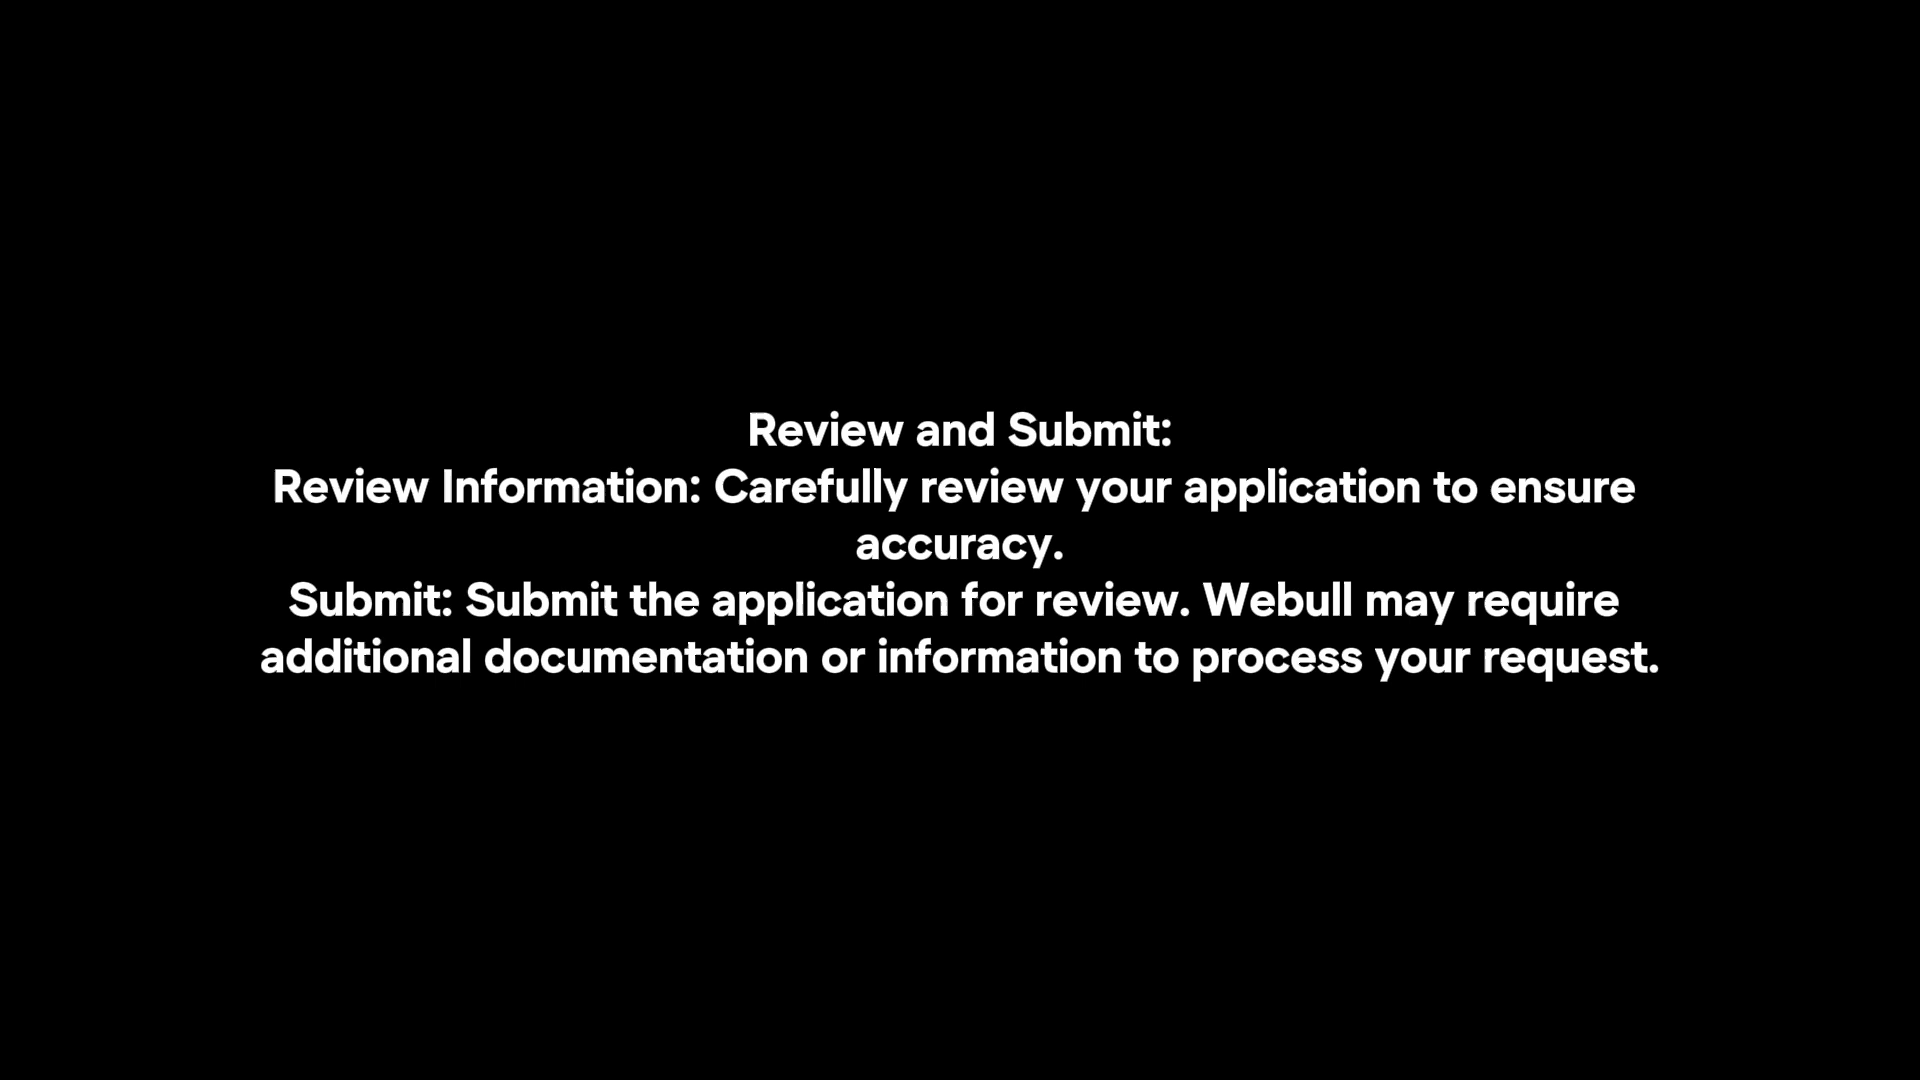 Review and Submit:
Review Information: Carefully review your application to ensure
accuracy.
Submit: Submit the application for review. Webull may require
additional documentation or information to process your request.